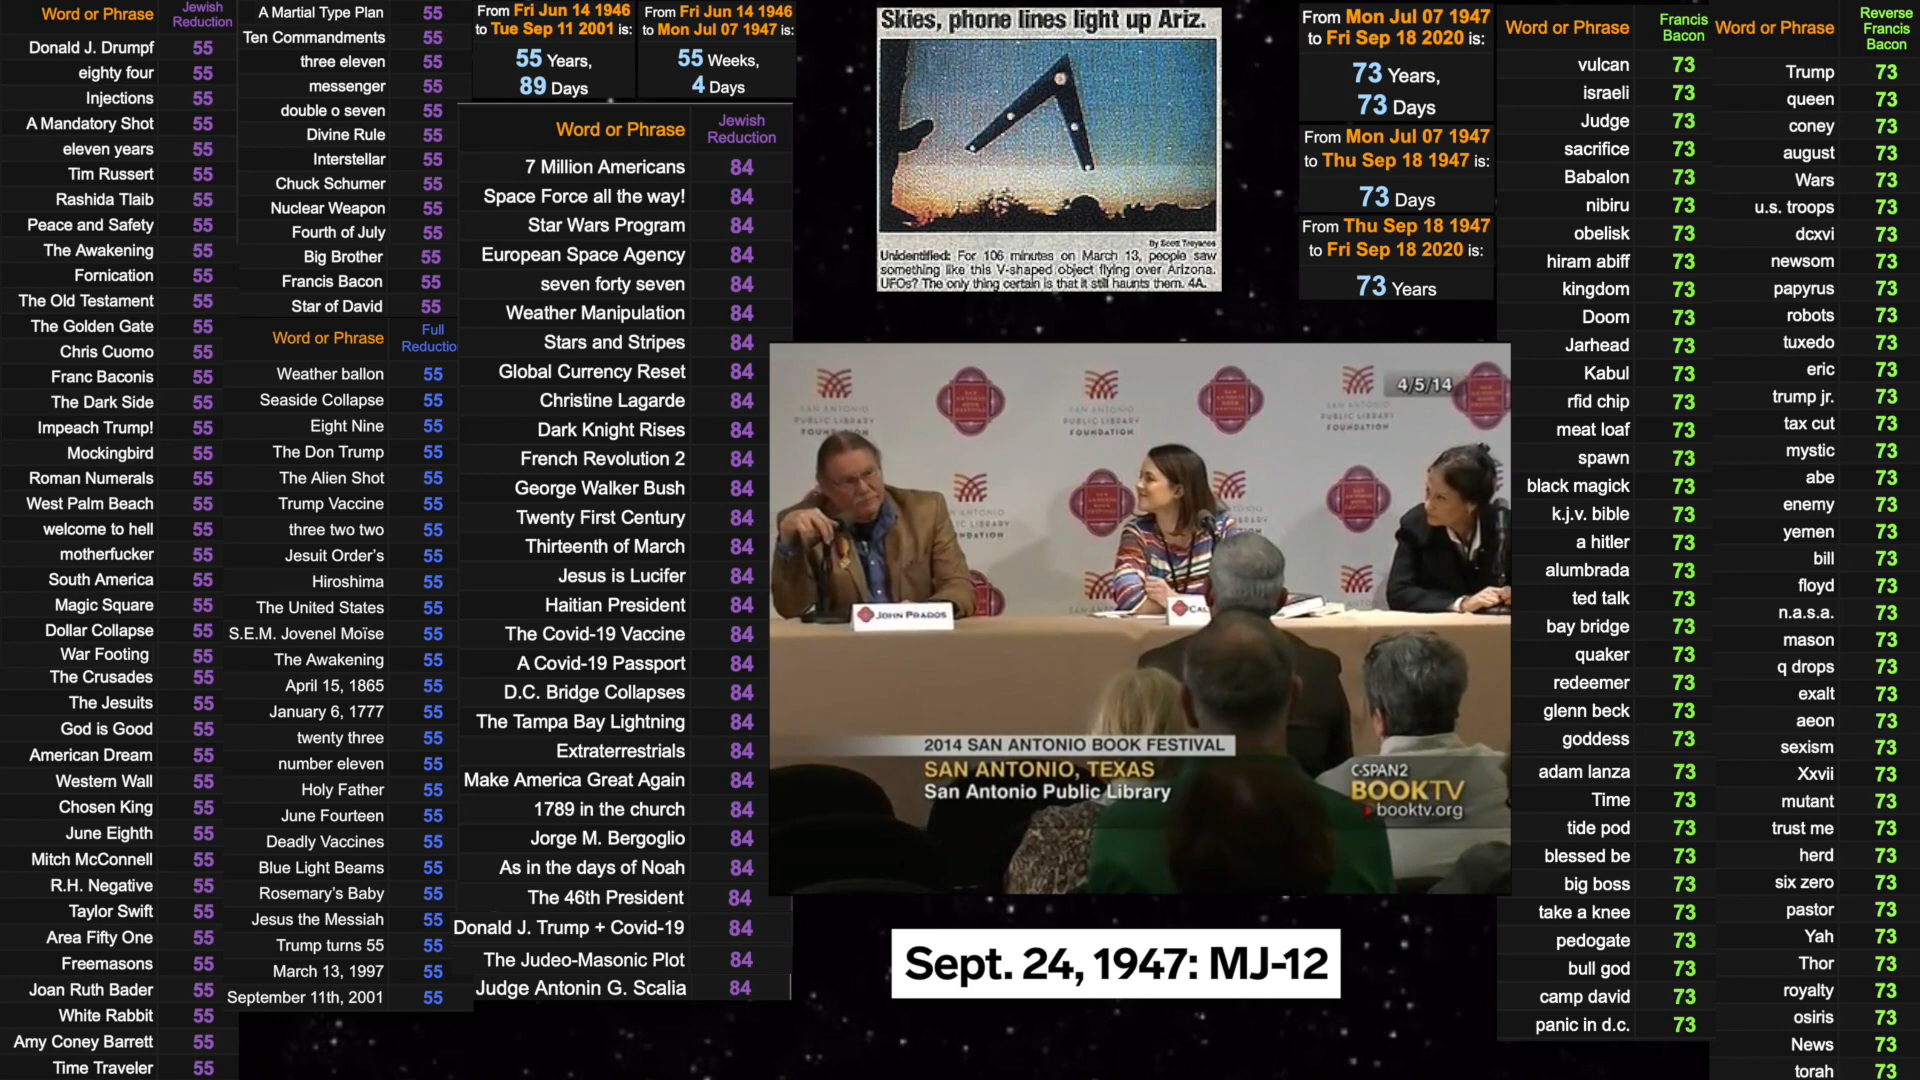 Word or Phrase Jewish Reduction
Donald J. Drumpf 55
eighty four 55
Injections 55
A Mandatory Shot 55
eleven years 55
Tim Russert 55
Rashida Tlaib 55
Peace and Safety 55
The Awakening 55
Fornication 55
The Old Testament 55
The Golden Gate 55
Chris Cuomo 55
Franc Baconis 55
The Dark Side 55
Impeach Trump! 55
Mockingbird 55
Roman Numerals 55
West Palm Beach 55
welcome to hell 55
motherfucker 55
South America 55
Magic Square 55
Dollar Collapse 55
War Footing 55
The Crusades 55
The Jesuits 55
God is Good 55
American Dream 55
Western Wall 55
Chosen King 55
June Eighth 55
Mitch McConnell 55
R.H. Negative 55
Taylor Swift 55
Area Fifty One 55
Freemasons 55
Joan Ruth Bader 55
White Rabbit 55
Amy Coney Barrett 55
Time Traveler 55
A Martial Type Plan 55
Ten Commandments 55
three eleven 55
messenger 55
double o seven 55
Divine Rule 55
Interstellar 55
Chuck Schumer 55
Nuclear Weapon 55
Fourth of July 55
Big Brother 55
Francis Bacon 55
Star of David 55
Word or Phrase Full Reductio
Weather ballon 55
Seaside Collapse 55
Eight Nine 55
The Don Trump 55
The Alien Shot 55
Trump Vaccine 55
three two two 55
Jesuit Order's 55
Hiroshima 55
The United States 55
S.E.M. Jovenel Moïse 55
The Awakening 55
April 15, 1865 55
January 6, 1777 55
twenty three 55
number eleven 55
Holy Father 55
June Fourteen 55
Deadly Vaccines 55
Blue Light Beams 55
Rosemary's Baby 55
Jesus the Messiah 55
Trump turns 55 55
March 13, 1997 55
September 11th, 2001 55
From Fri Jun 14 1946
to Tue Sep 11 2001 is:
55 Years,
89 Days
From Fri Jun 14 1946
to Mon Jul 07 1947 is:
55 Weeks,
4 Days
Word or Phrase Jewish Reduction
7 Million Americans 84
Space Force all the way! 84
Star Wars Program 84
European Space Agency 84
seven forty seven 84
Weather Manipulation 84
Stars and Stripes 84
Global Currency Reset 84
Christine Lagarde 84
Dark Knight Rises 84
French Revolution 2 84
George Walker Bush 84
Twenty First Century 84
Thirteenth of March 84
Jesus is Lucifer 84
Haitian President 84
The Covid-19 Vaccine 84
A Covid-19 Passport 84
D.C. Bridge Collapses 84
The Tampa Bay Lightning 84
Extraterrestrials 84
Make America Great Again 84
1789 in the church 84
Jorge M. Bergoglio 84
As in the days of Noah 84
The 46th President 84
Donald J. Trump + Covid-19 84
The Judeo-Masonic Plot 84
Judge Antonin G. Scalia 84
Skies, phone lines light up Ariz.
By Scott Troyanos
Unidentified: For 106 minutes on March 13, people saw
something like this V-shaped object flying over Arizona.
UFOs? The only thing certain is that it still haunts them. 4A.
4/5/14
SAN ANTONIO
PUBLIC LIBRARY
FOUNDATION
SAN ANTONIO
PUBLIC LIBRARY
FOUNDATION
PUBLIC LIBRARY
FOUNDATION
JOHN PRADOS
CAL
2014 SAN ANTONIO BOOK FESTIVAL
SAN ANTONIO, TEXAS
San Antonio Public Library
C-SPAN2
BOOKTV
booktv.org
Sept. 24, 1947: MJ-12
From Mon Jul 07 1947
to Fri Sep 18 2020 is:
73 Years,
73 Days
From Mon Jul 07 1947
to Thu Sep 18 1947 is:
73 Days
From Thu Sep 18 1947
to Fri Sep 18 2020 is:
73 Years
Word or Phrase Francis Bacon
vulcan 73
israeli 73
Judge 73
sacrifice 73
Babalon 73
nibiru 73
obelisk 73
hiram abiff 73
kingdom 73
Doom 73
Jarhead 73
Kabul 73
rfid chip 73
meat loaf 73
spawn 73
black magick 73
k.j.v. bible 73
a hitler 73
alumbrada 73
ted talk 73
bay bridge 73
quaker 73
redeemer 73
glenn beck 73
goddess 73
adam lanza 73
Time 73
tide pod 73
blessed be 73
big boss 73
take a knee 73
pedogate 73
bull god 73
camp david 73
panic in d.c. 73
Word or Phrase Reverse Francis Bacon
Trump 73
queen 73
coney 73
august 73
Wars 73
u.s. troops 73
dcxvi 73
newsom 73
papyrus 73
robots 73
tuxedo 73
eric 73
trump jr. 73
tax cut 73
mystic 73
abe 73
enemy 73
yemen 73
bill 73
floyd 73
n.a.s.a. 73
mason 73
q drops 73
exalt 73
aeon 73
sexism 73
Xxvii 73
mutant 73
trust me 73
herd 73
six zero 73
pastor 73
Yah 73
Thor 73
royalty 73
osiris 73
News 73
torah 73